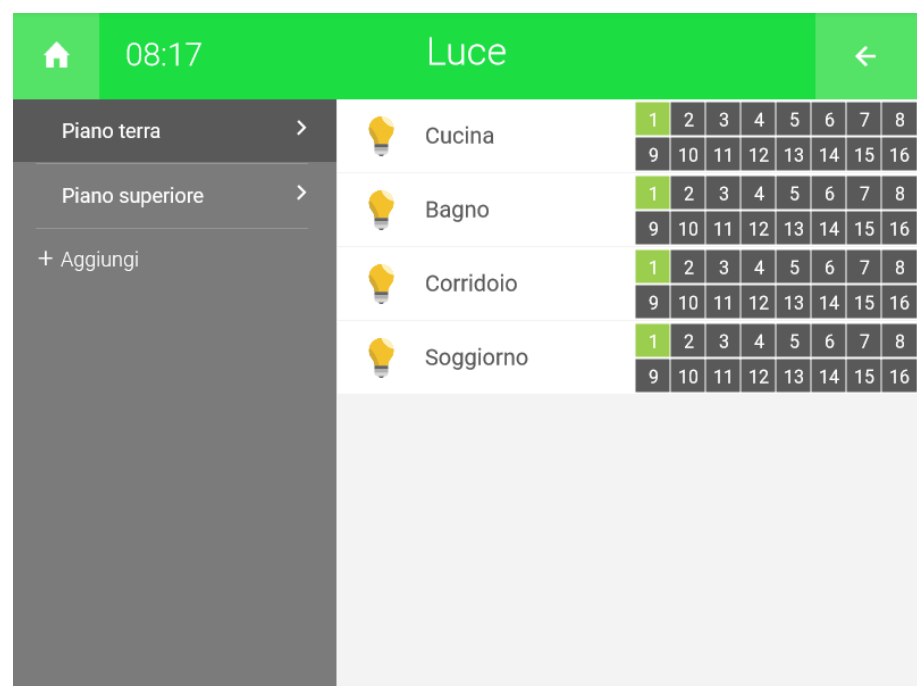 08:17 Luce
Piano terra
Piano superiore
+ Aggiungi
Cucina
1 2 3 4 5 6 7 8
9 10 11 12 13 14 15 16
Bagno
1 2 3 4 5 6 7 8
9 10 11 12 13 14 15 16
Corridoio
1 2 3 4 5 6 7 8
9 10 11 12 13 14 15 16
Soggiorno
1 2 3 4 5 6 7 8
9 10 11 12 13 14 15 16